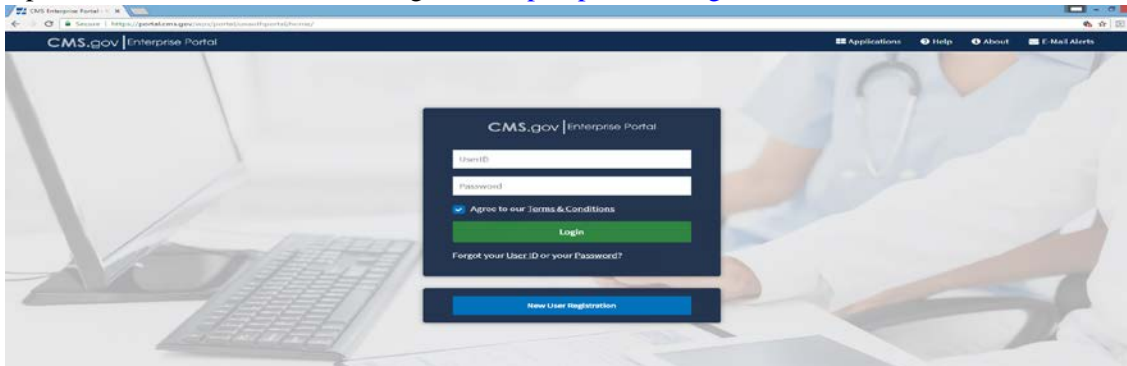 CMS Enterprise Portal
Secure | https://portal.cms.gov/wps/portal/unauthportal/home/
CMS.gov | Enterprise Portal
Applications Help About E-Mail Alerts
CMS.gov | Enterprise Portal
UserID
Password
Agree to our Terms & Conditions
Login
Forgot your User ID or your Password?
New User Registration